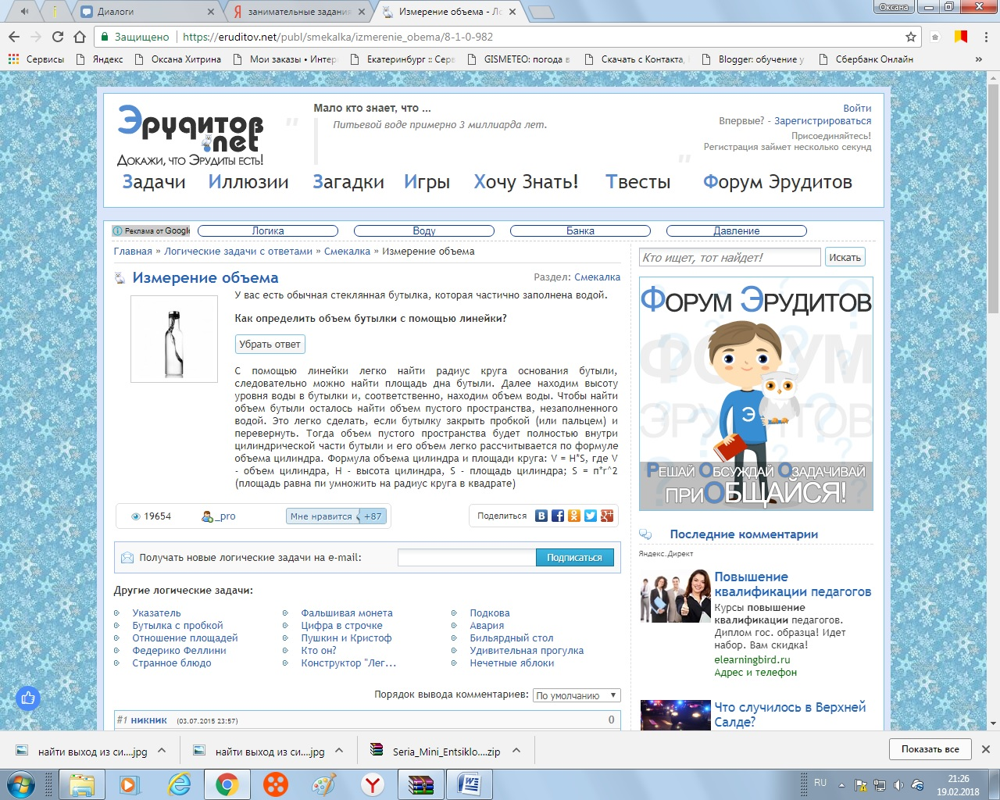 Диалоги
занимательные задания
Измерение объема - Ло
Оксана
Защищено
https://eruditov.net/publ/smekalka/izmerenie_obema/8-1-0-982
Сервисы
Яндекс
Оксана Хитрина
Мои заказы • Интер
Екатеринбург :: Серв
GISMETEO: погода в
Скачать с Контакта,
Blogger: обучение у
Сбербанк Онлайн
»
Эрудитов
.net
Докажи, что Эрудиты есть!
Мало кто знает, что ...
Питьевой воде примерно 3 миллиарда лет.
Войти
Впервые? - Зарегистрироваться
Присоединяйтесь!
Регистрация займет несколько секунд
Задачи Иллюзии Загадки Игры Хочу Знать! Твесты Форум Эрудитов
Реклама от Google
Логика
Воду
Банка
Давление
Главная » Логические задачи с ответами » Смекалка » Измерение объема
Измерение объема
Раздел: Смекалка
У вас есть обычная стеклянная бутылка, которая частично заполнена водой.
Как определить объем бутылки с помощью линейки?
Убрать ответ
С помощью линейки легко найти радиус круга основания бутыли,
следовательно можно найти площадь дна бутыли. Далее находим высоту
уровня воды в бутылки и, соответственно, находим объем воды. Чтобы найти
объем бутыли осталось найти объем пустого пространства, незаполненного
водой. Это легко сделать, если бутылку закрыть пробкой (или пальцем) и
перевернуть. Тогда объем пустого пространства будет полностью внутри
цилиндрической части бутыли и его объем легко рассчитывается по формуле
объема цилиндра. Формула объема цилиндра и площади круга: V = H*S, где V
- объем цилиндра, H - высота цилиндра, S - площадь цилиндра; S = п*r^2
(площадь равна пи умножить на радиус круга в квадрате)
19654
_pro
Мне нравится +87
Поделиться
Получать новые логические задачи на e-mail:
Подписаться
Другие логические задачи:
Указатель
Бутылка с пробкой
Отношение площадей
Федерико Феллини
Странное блюдо
Фальшивая монета
Цифра в строчке
Пушкин и Кристоф
Кто он?
Конструктор "Лег...
Подкова
Авария
Бильярдный стол
Удивительная прогулка
Нечетные яблоки
Порядок вывода комментариев: По умолчанию
#1 никник (03.07.2015 23:57) 0
Кто ищет, тот найдет!
Искать
Форум Эрудитов
ФОРУМ
ЭРУДИТОВ
Э
Решай Обсуждай Озадачивай
приОбщайся!
Последние комментарии
Яндекс.Директ
Повышение
квалификации педагогов
Курсы повышение
квалификации педагогов.
Диплом гос. образца! Идет
набор. Вам скидка!
elearningbird.ru
Адрес и телефон
Что случилось в Верхней
Салде?
найти выход из си....jpg
найти выход из си....jpg
Seria_Mini_Entsiklo....zip
Показать все
RU
21:26
19.02.2018